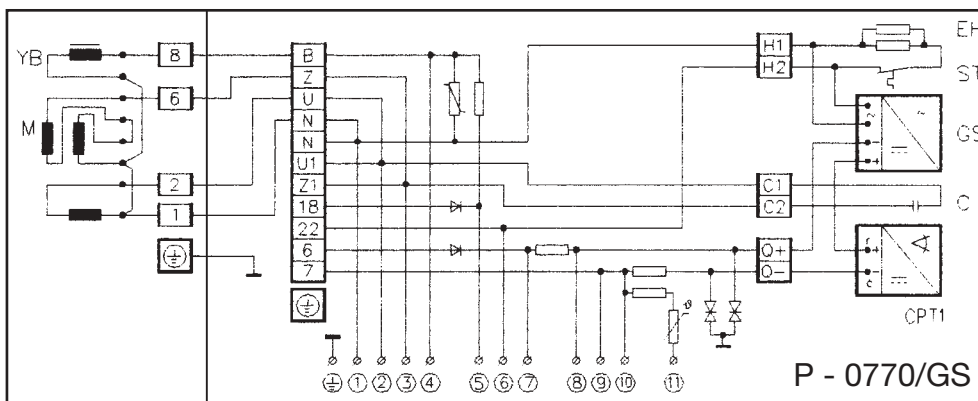 YB
M
8
6
2
1
B
Z
U
N
N
U1
Z1
18
22
6
7
H1
H2
C1
C2
Q+
Q-
EH
ST
GS
C
CPT1
~
~
r
c
ϑ
1
2
3
4
5
6
7
8
9
10
11
P - 0770/GS